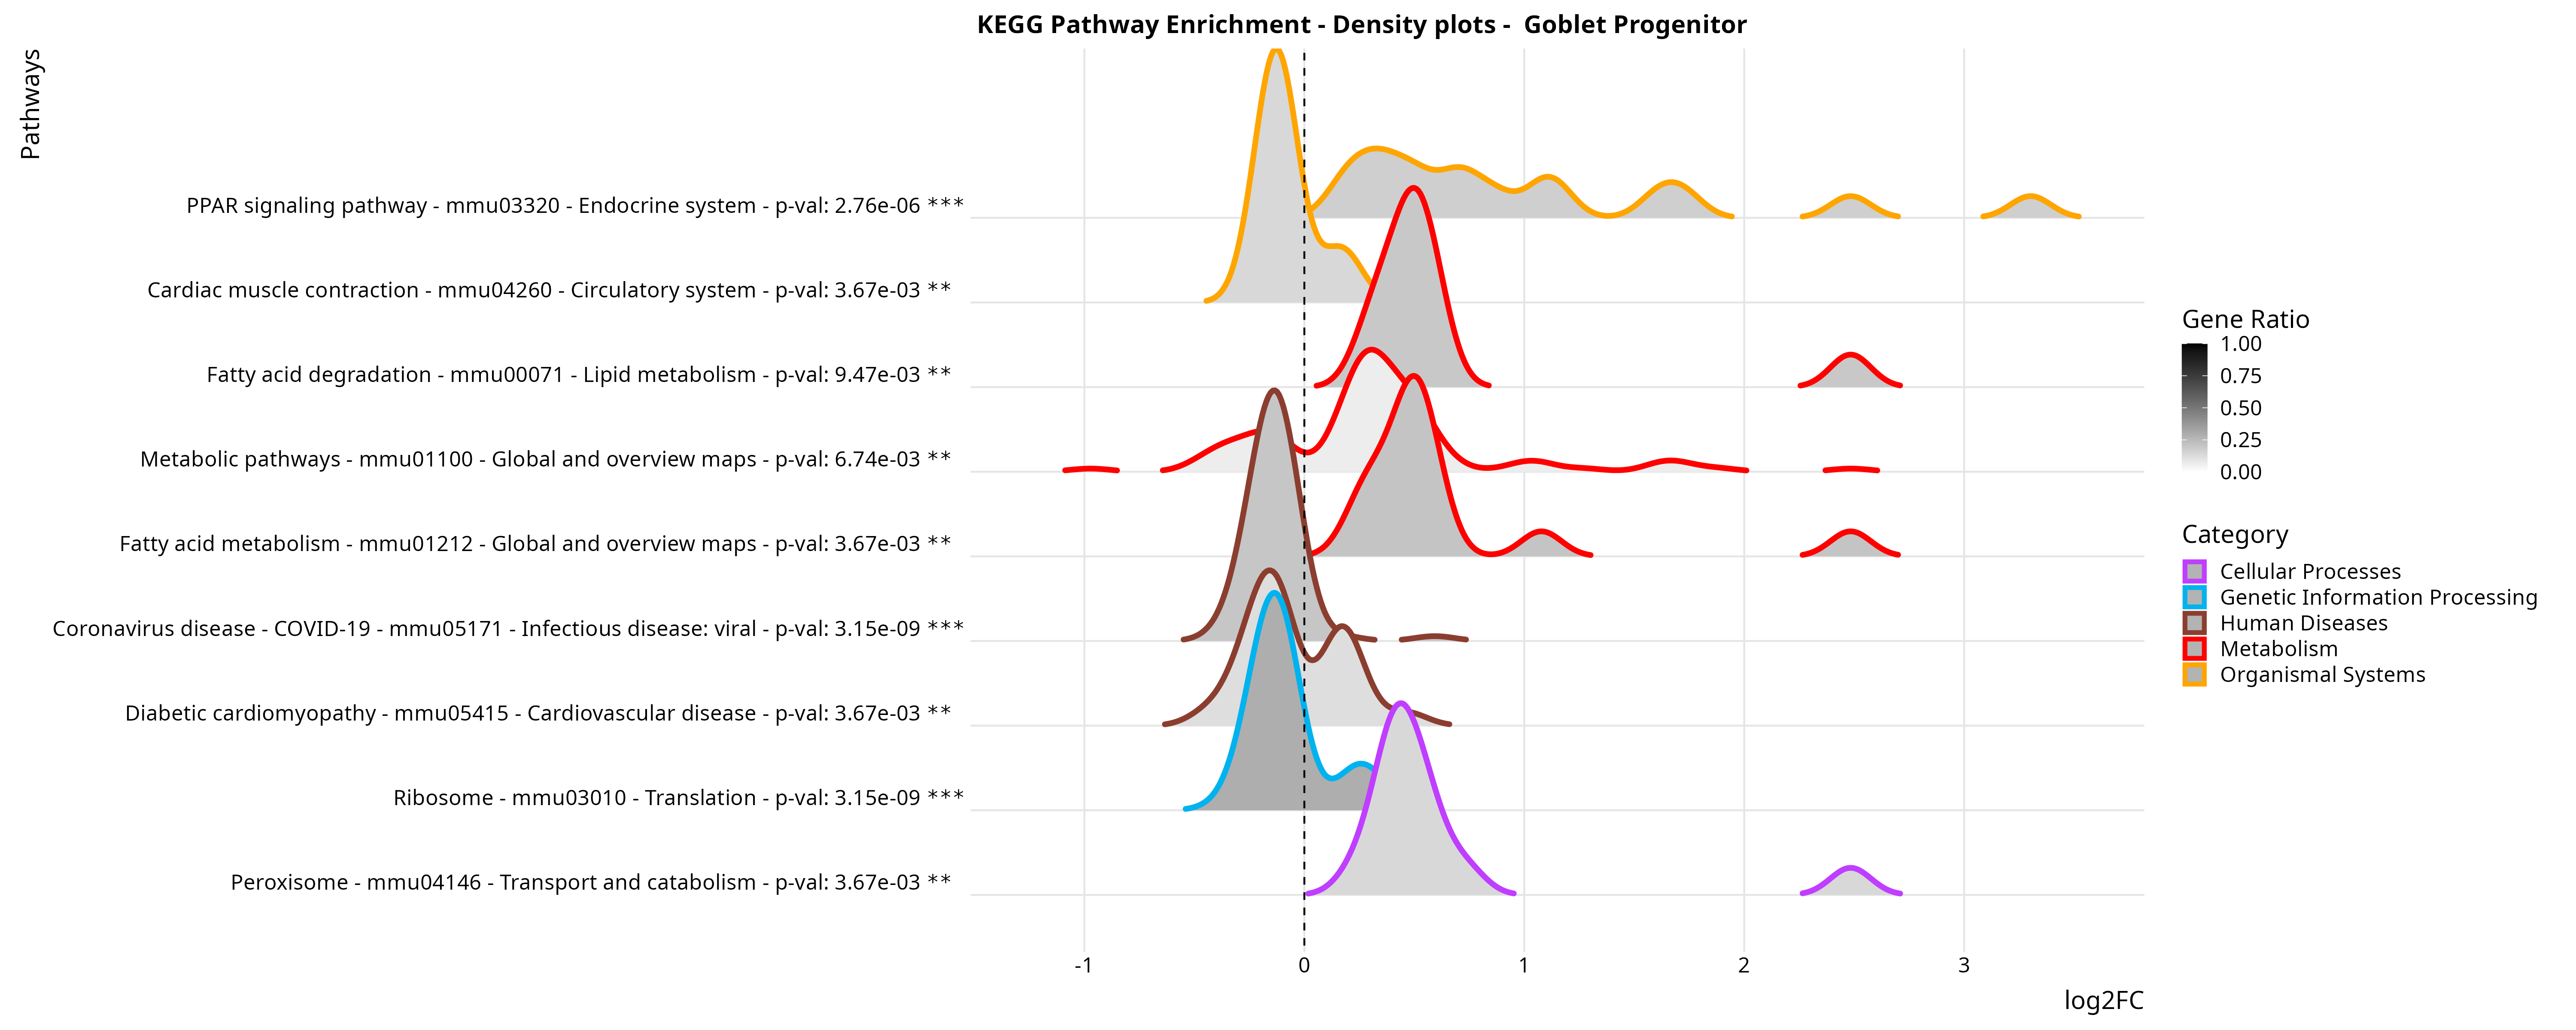 KEGG Pathway Enrichment - Density plots -  Goblet Progenitor
Pathways
PPAR signaling pathway - mmu03320 - Endocrine system - p-val: 2.76e-06 ***
Cardiac muscle contraction - mmu04260 - Circulatory system - p-val: 3.67e-03 **
Fatty acid degradation - mmu00071 - Lipid metabolism - p-val: 9.47e-03 **
Metabolic pathways - mmu01100 - Global and overview maps - p-val: 6.74e-03 **
Fatty acid metabolism - mmu01212 - Global and overview maps - p-val: 3.67e-03 **
Coronavirus disease - COVID-19 - mmu05171 - Infectious disease: viral - p-val: 3.15e-09 ***
Diabetic cardiomyopathy - mmu05415 - Cardiovascular disease - p-val: 3.67e-03 **
Ribosome - mmu03010 - Translation - p-val: 3.15e-09 ***
Peroxisome - mmu04146 - Transport and catabolism - p-val: 3.67e-03 **
-1 0 1 2 3
log2FC
Gene Ratio
1.00
0.75
0.50
0.25
0.00
Category
Cellular Processes
Genetic Information Processing
Human Diseases
Metabolism
Organismal Systems